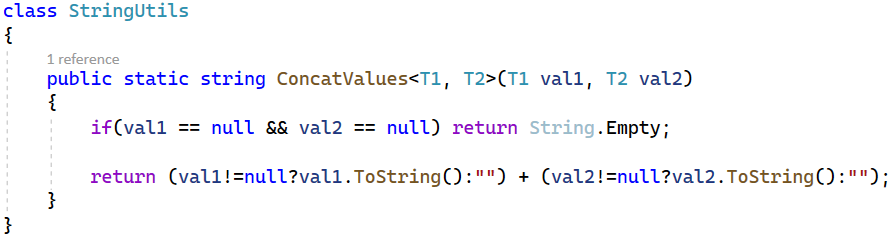 class StringUtils
{
1 reference
public static string ConcatValues<T1, T2>(T1 val1, T2 val2)
{
if(val1 == null && val2 == null) return String.Empty;
return (val1!=null?val1.ToString():"") + (val2!=null?val2.ToString():"");
}
}